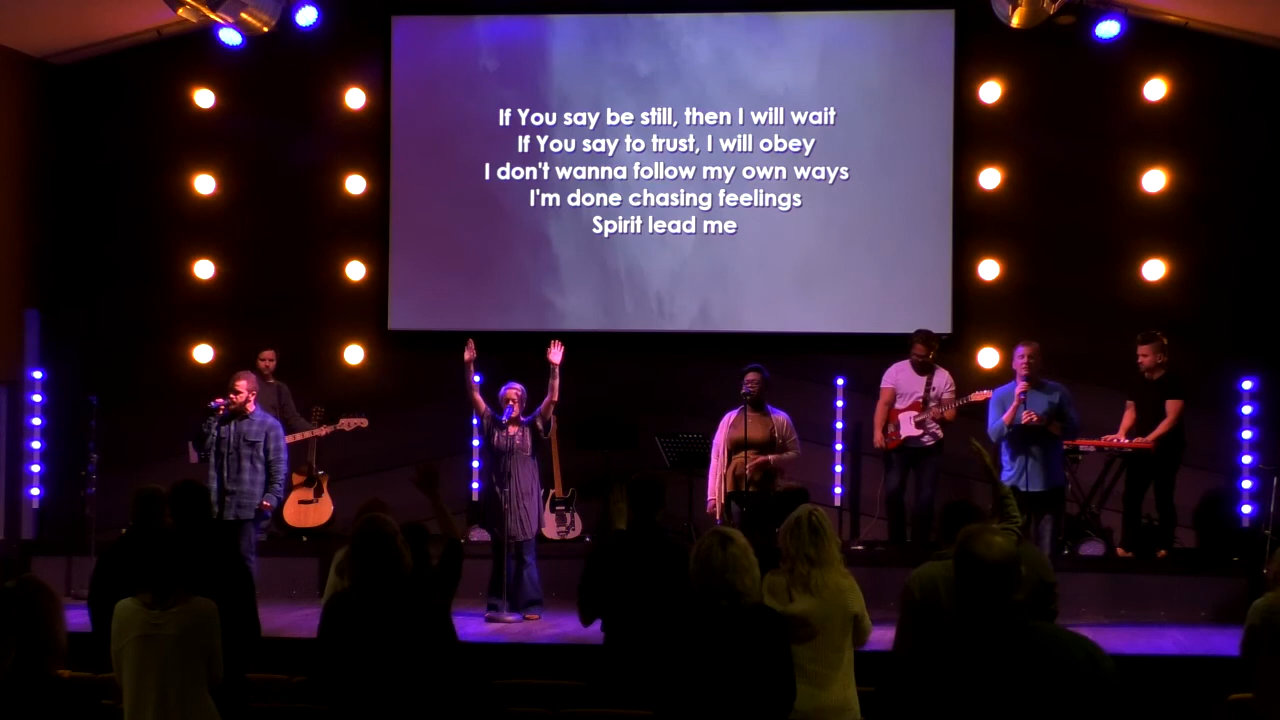 If You say be still, then I will wait
If You say to trust, I will obey
I don't wanna follow my own ways
I'm done chasing feelings
Spirit lead me